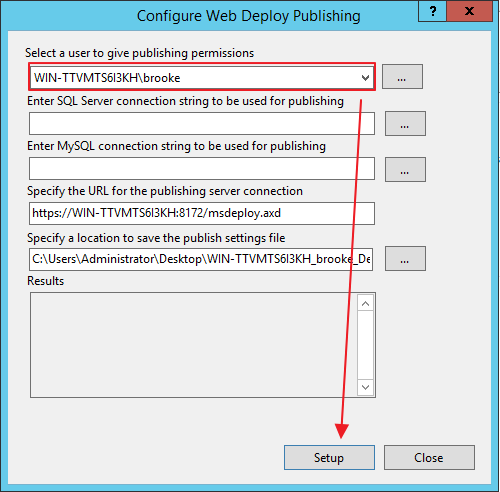 Configure Web Deploy Publishing
? x
Select a user to give publishing permissions
WIN-TTVMTS6I3KH\brooke
...
Enter SQL Server connection string to be used for publishing
...
Enter MySQL connection string to be used for publishing
...
Specify the URL for the publishing server connection
https://WIN-TTVMTS6I3KH:8172/msdeploy.axd
Specify a location to save the publish settings file
C:\Users\Administrator\Desktop\WIN-TTVMTS6I3KH_brooke_De
...
Results
Setup Close